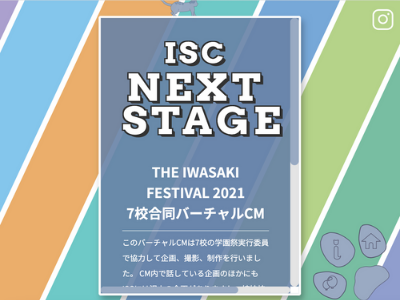 ISC
NEXT
STAGE
THE IWASAKI
FESTIVAL 2021
7校合同バーチャルCM
このバーチャルCMは7校の学園祭実行委員
で協力して企画、撮影、制作を行いまし
た。CM内で話している企画のほかにも